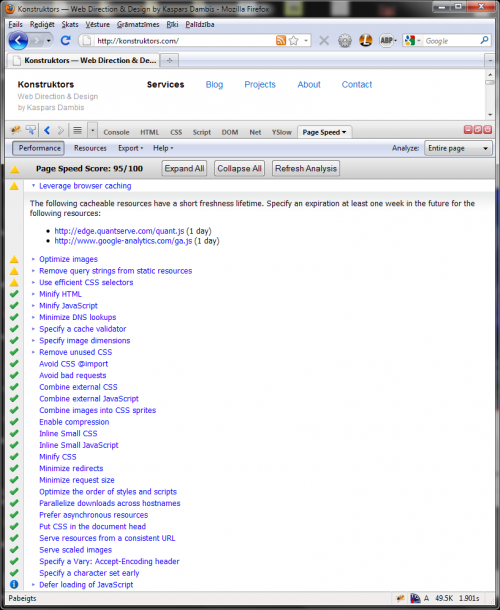 Konstruktors — Web Direction & Design by Kaspars Dambis - Mozilla Firefox
Fails Rediģēt Skats Vēsture Grāmatzīmes Rīki Palīdzība
http://konstruktors.com/
ABP
Google
Konstruktors — Web Direction & De...
Konstruktors Services Blog Projects About Contact
Web Direction & Design
by Kaspars Dambis
Console HTML CSS Script DOM Net YSlow Page Speed
Performance Resources Export Help Analyze: Entire page
Page Speed Score: 95/100 Expand All Collapse All Refresh Analysis
Leverage browser caching
The following cacheable resources have a short freshness lifetime. Specify an expiration at least one week in the future for the
following resources:
• http://edge.quantserve.com/quant.js (1 day)
• http://www.google-analytics.com/ga.js (1 day)
Optimize images
Remove query strings from static resources
Use efficient CSS selectors
Minify HTML
Minify JavaScript
Minimize DNS lookups
Specify a cache validator
Specify image dimensions
Remove unused CSS
Avoid CSS @import
Avoid bad requests
Combine external CSS
Combine external JavaScript
Combine images into CSS sprites
Enable compression
Inline Small CSS
Inline Small JavaScript
Minify CSS
Minimize redirects
Minimize request size
Optimize the order of styles and scripts
Parallelize downloads across hostnames
Prefer asynchronous resources
Put CSS in the document head
Serve resources from a consistent URL
Serve scaled images
Specify a Vary: Accept-Encoding header
Specify a character set early
Defer loading of JavaScript
Pabeigts A 49.5K 1.901s